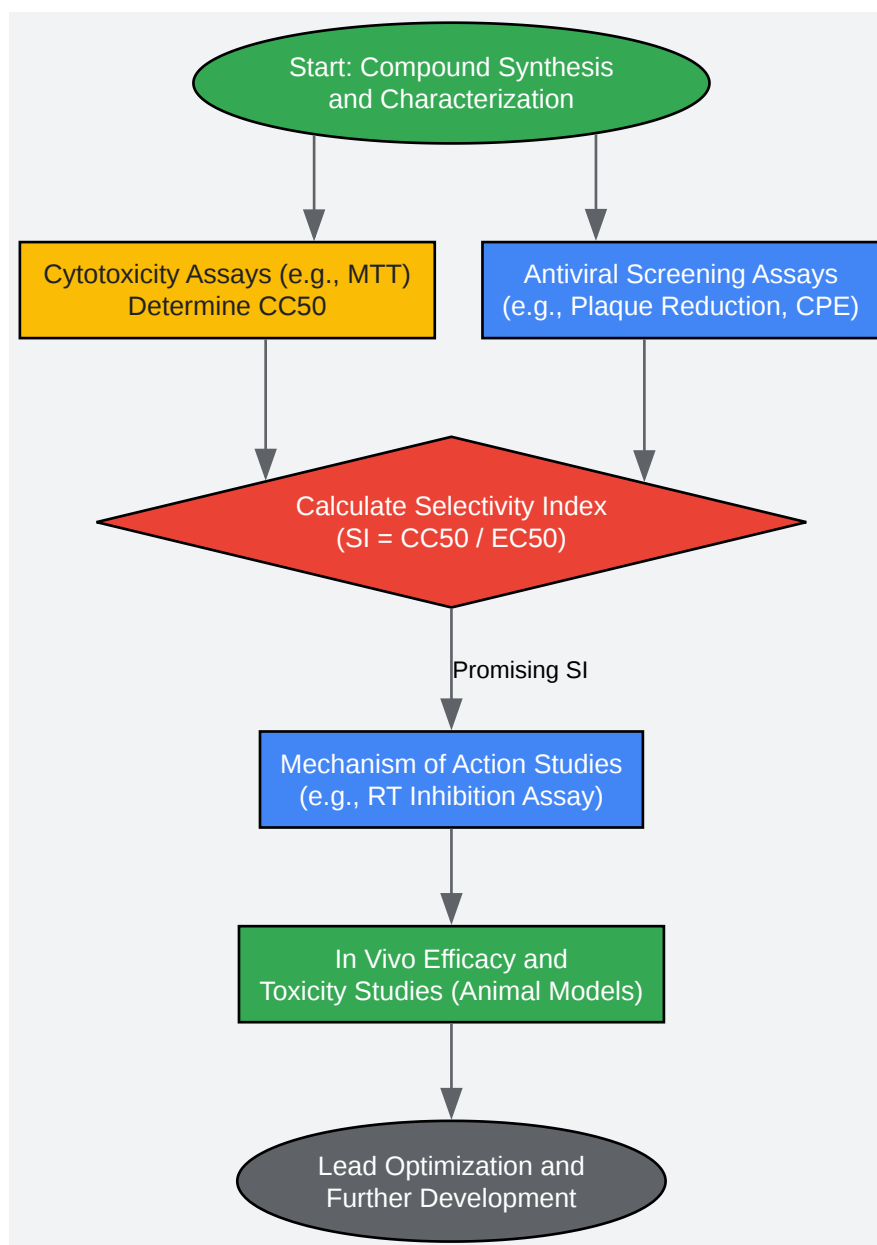 Start: Compound Synthesis
and Characterization
Cytotoxicity Assays (e.g., MTT)
Determine CC50
Antiviral Screening Assays
(e.g., Plaque Reduction, CPE)
Calculate Selectivity Index
(SI = CC50 / EC50)
Promising SI
Mechanism of Action Studies
(e.g., RT Inhibition Assay)
In Vivo Efficacy and
Toxicity Studies (Animal Models)
Lead Optimization and
Further Development